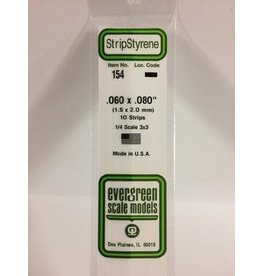 StripStyrene
Item No. Loc. Code
154
.060 x .080"
(1.5 x 2.0 mm)
10 Strips
1/4 Scale 3x3
Made in U.S.A.
evergreen
scale models
Des Plaines, IL 60018